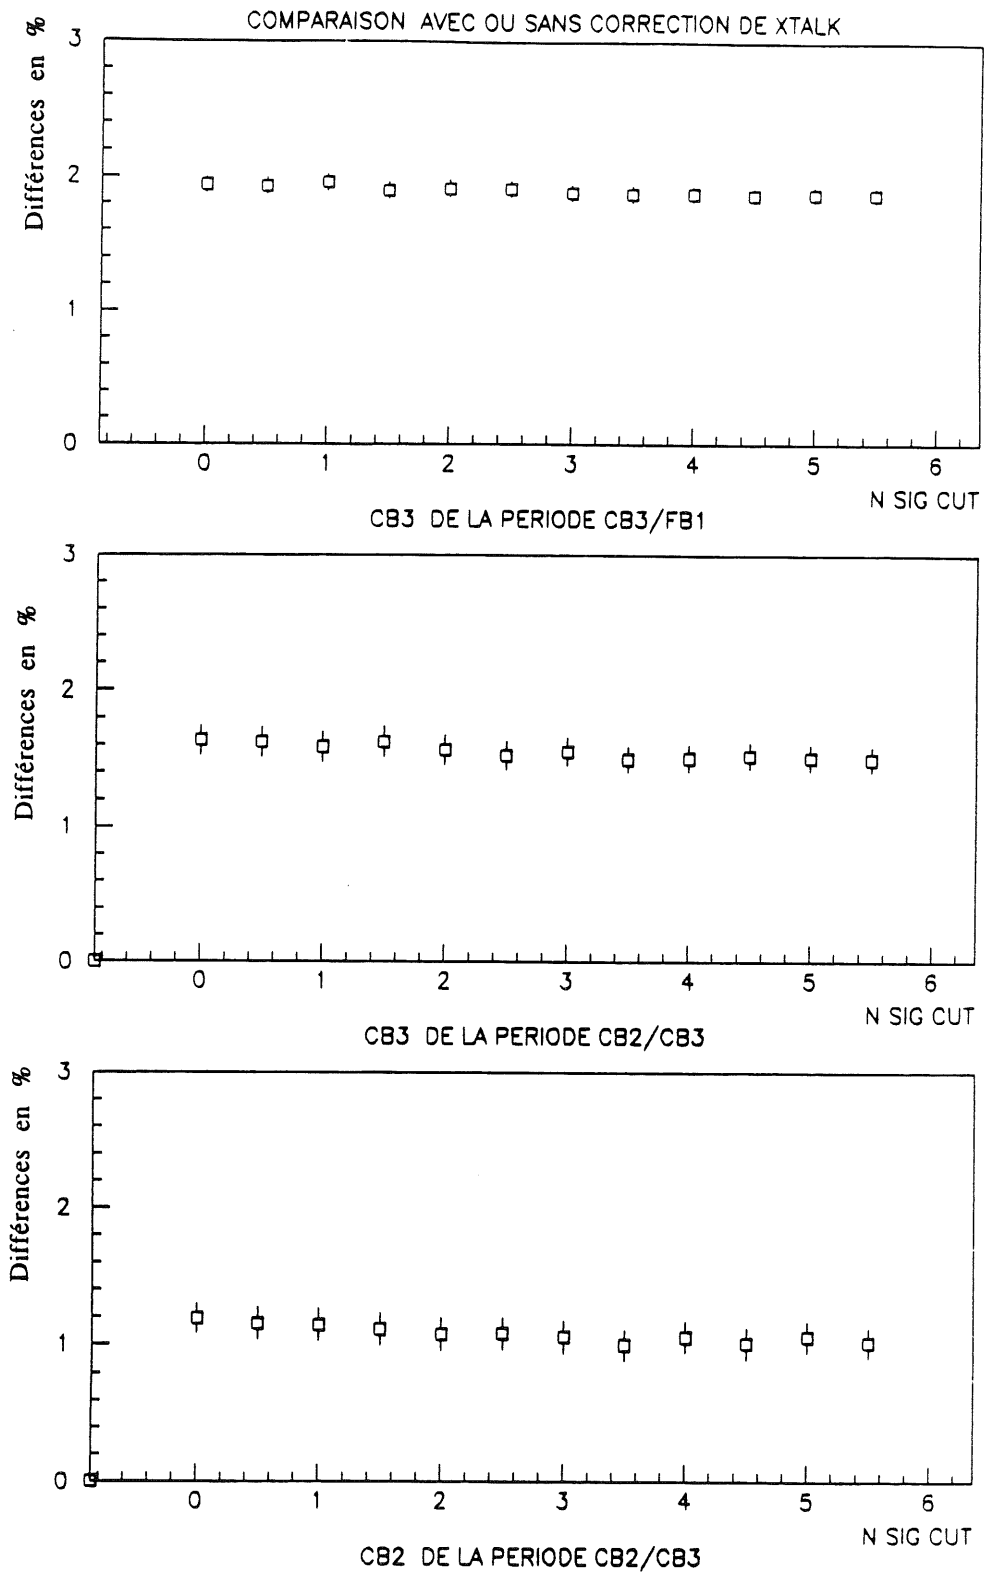 COMPARAISON AVEC OU SANS CORRECTION DE XTALK
Différences en %
3
2
1
0
0 1 2 3 4 5 6
N SIG CUT
CB3 DE LA PERIODE CB3/FB1
Différences en %
3
2
1
0
0 1 2 3 4 5 6
N SIG CUT
CB3 DE LA PERIODE CB2/CB3
Différences en %
3
2
1
0
0 1 2 3 4 5 6
N SIG CUT
CB2 DE LA PERIODE CB2/CB3